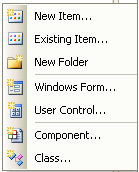 New Item...
Existing Item...
New Folder
Windows Form...
User Control...
Component...
Class...